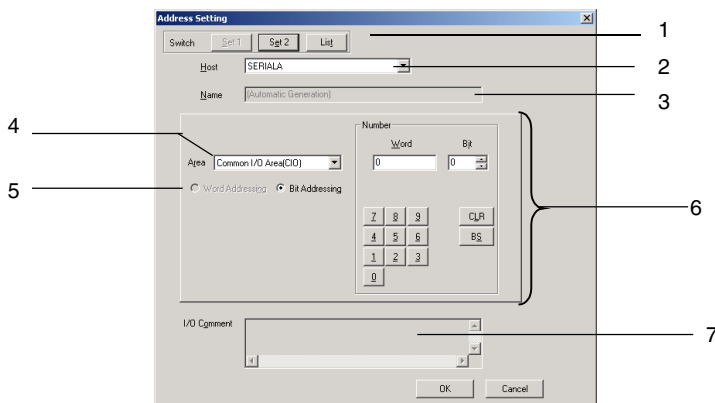 Address Setting
1
Switch Set 1 Set 2 List
Host SERIALA
2
Name (Automatic Generation)
3
4
Number
Word Bit
Area Common I/O Area(CIO) 0 0
5
Word Addressing Bit Addressing
6
7 8 9 CLR
4 5 6 BS
1 2 3
0
I/O Comment
7
OK Cancel